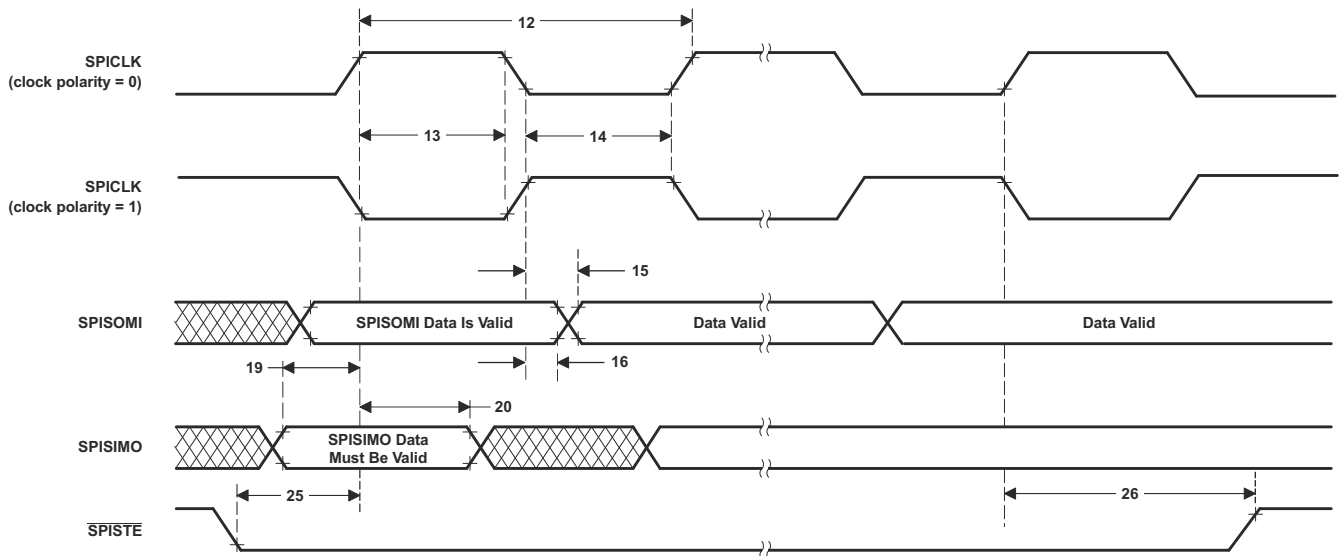 12
SPICLK
(clock polarity = 0)
13
14
SPICLK
(clock polarity = 1)
15
SPISOMI
SPISOMI Data Is Valid
Data Valid
Data Valid
16
19
20
SPISIMO
SPISIMO Data
Must Be Valid
25
26
SPISTE